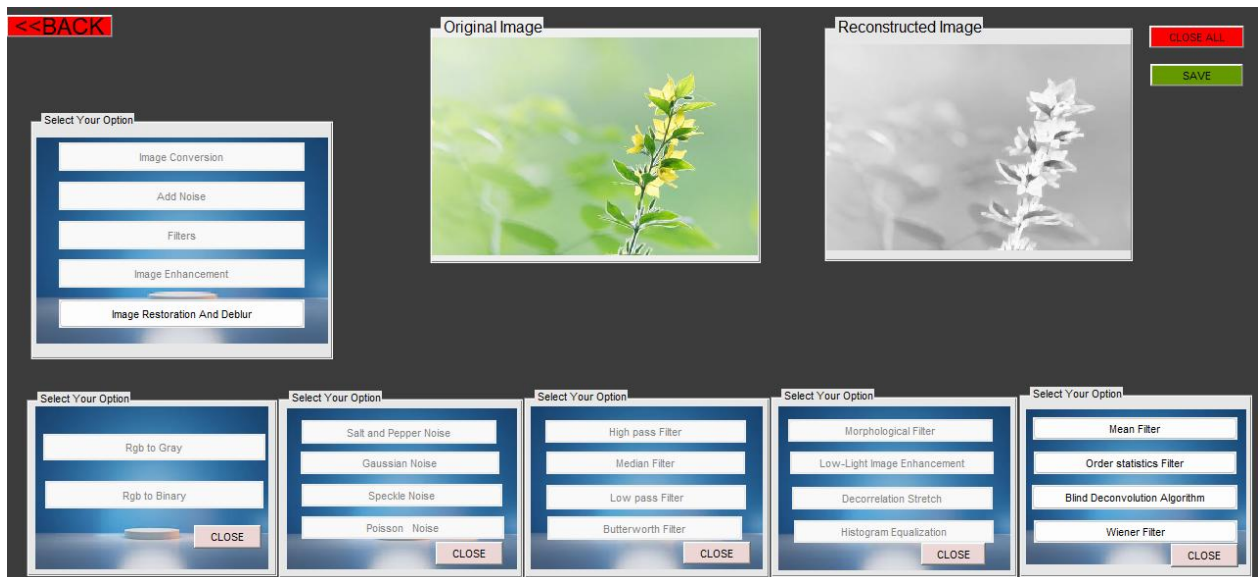 <<BACK
Original Image
Reconstructed Image
CLOSE ALL
SAVE
Select Your Option
Image Conversion
Add Noise
Filters
Image Enhancement
Image Restoration And Deblur
Select Your Option
Rgb to Gray
Rgb to Binary
CLOSE
Select Your Option
Salt and Pepper Noise
Gaussian Noise
Speckle Noise
Poisson Noise
CLOSE
Select Your Option
High pass Filter
Median Filter
Low pass Filter
Butterworth Filter
CLOSE
Select Your Option
Morphological Filter
Low-Light Image Enhancement
Decorrelation Stretch
Histogram Equalization
CLOSE
Select Your Option
Mean Filter
Order statistics Filter
Blind Deconvolution Algorithm
Wiener Filter
CLOSE